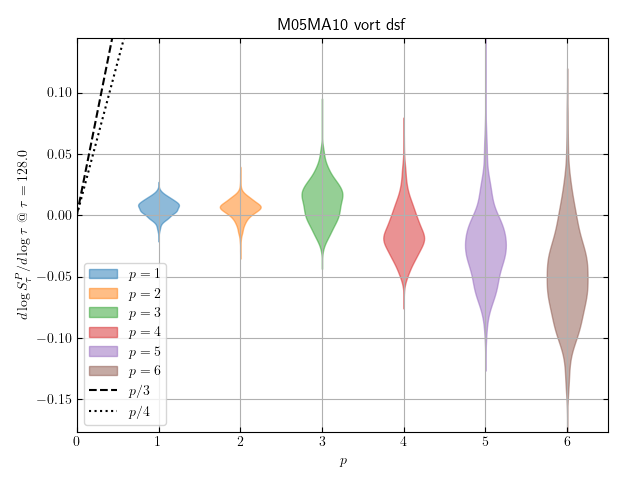 M05MA10 vort dsf
d log S_τ^P / d log τ @ τ = 128.0
0.10
0.05
0.00
−0.05
−0.10
−0.15
p = 1
p = 2
p = 3
p = 4
p = 5
p = 6
p/3
p/4
0 1 2 3 4 5 6
p